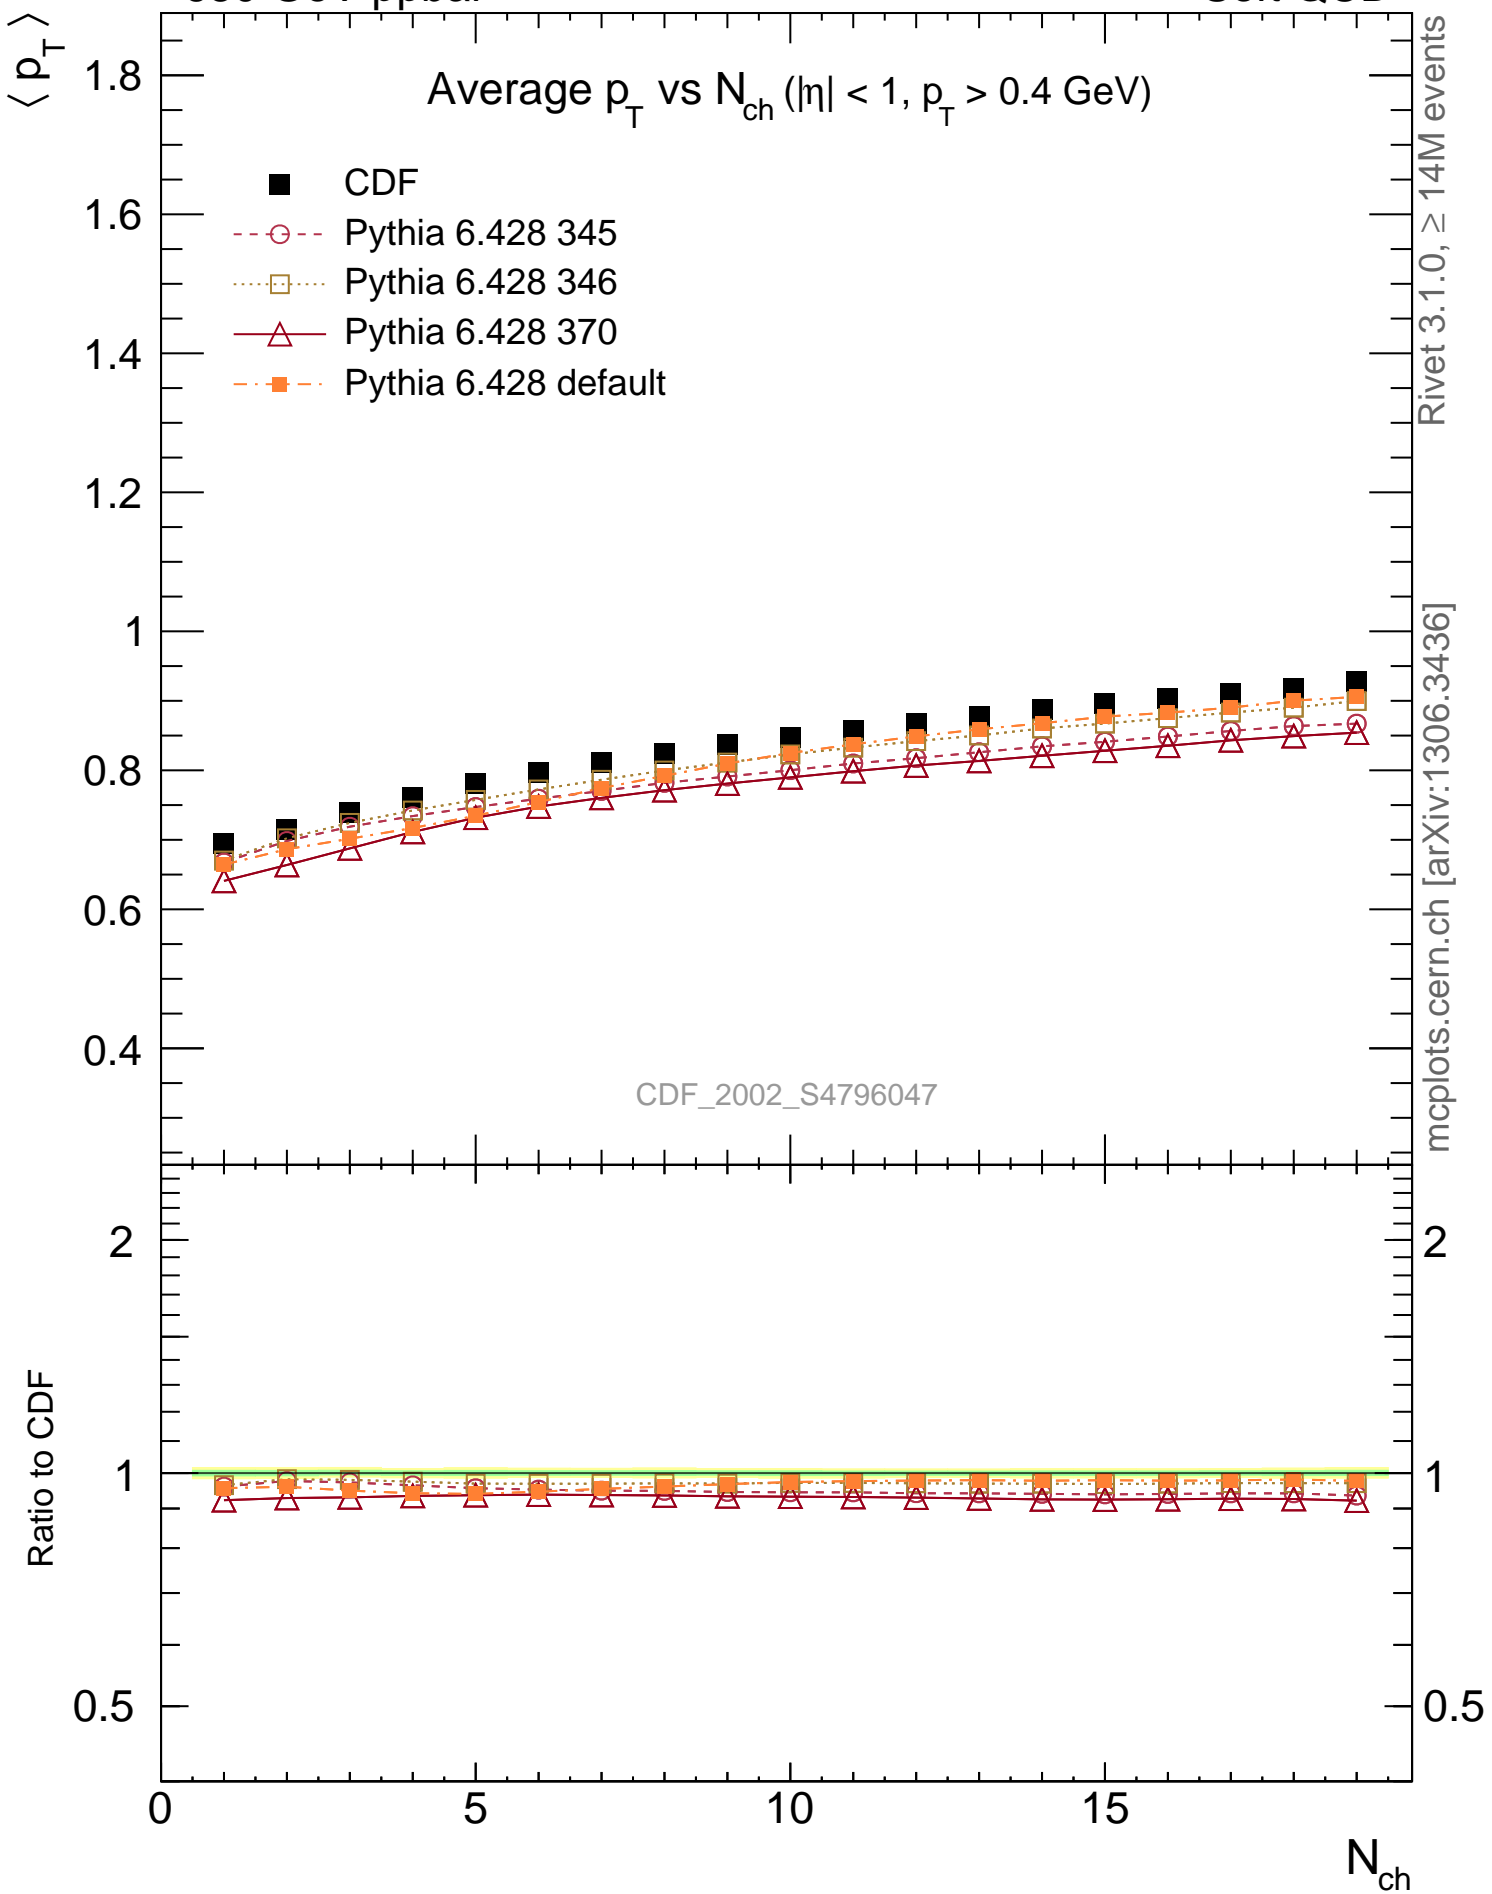 ⟨ p_T ⟩
Average p_T vs N_ch (|η| < 1, p_T > 0.4 GeV)
CDF
Pythia 6.428 345
Pythia 6.428 346
Pythia 6.428 370
Pythia 6.428 default
1.8
1.6
1.4
1.2
1
0.8
0.6
0.4
CDF_2002_S4796047
Rivet 3.1.0, ≥ 14M events
mcplots.cern.ch [arXiv:1306.3436]
Ratio to CDF
2
1
0.5
2
1
0.5
0
5
10
15
N_ch